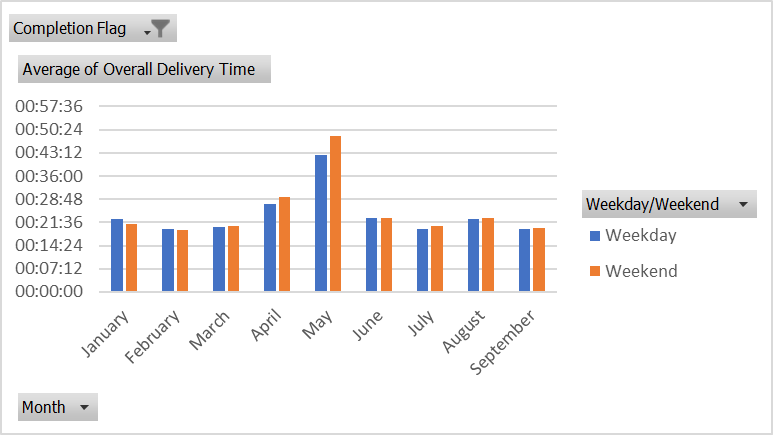 Completion Flag
Average of Overall Delivery Time
00:57:36
00:50:24
00:43:12
00:36:00
00:28:48
00:21:36
00:14:24
00:07:12
00:00:00
January
February
March
April
May
June
July
August
September
Weekday/Weekend
Weekday
Weekend
Month